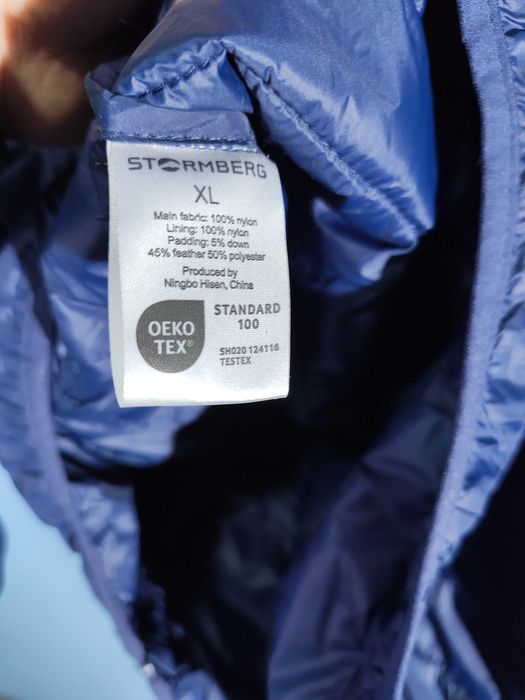 STORMBERG
XL
Main fabric: 100% nylon
Lining: 100% nylon
Padding: 5% down
45% feather 50% polyester
Produced by
Ningbo Hisen, China
OEKO
TEX®
STANDARD
100
SH020 124116
TESTEX